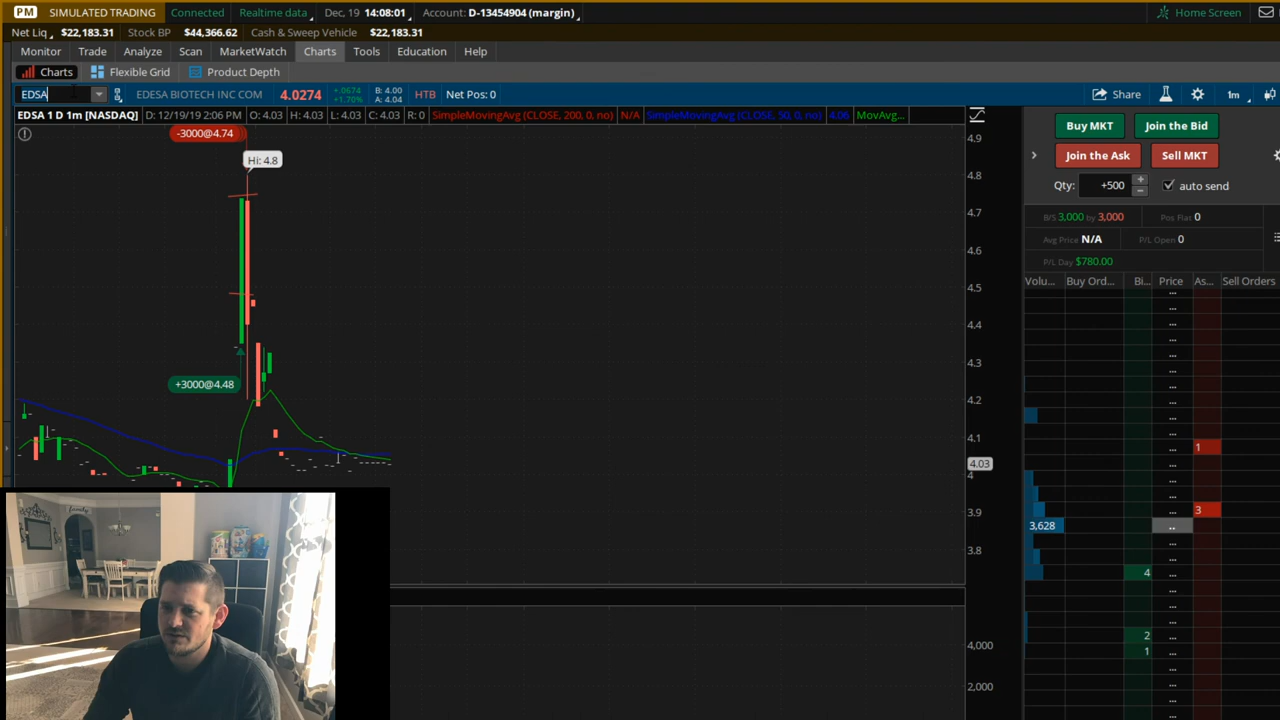 PM SIMULATED TRADING Connected Realtime data Dec, 19 14:08:01 Account: D-13454904 (margin) Home Screen
Net Liq $22,183.31 Stock BP $44,366.62 Cash & Sweep Vehicle $22,183.31
Monitor Trade Analyze Scan MarketWatch Charts Tools Education Help
Charts Flexible Grid Product Depth
EDSA EDESA BIOTECH INC COM 4.0274 +.0674 +1.70% B: 4.00 A: 4.04 HTB Net Pos: 0 Share 1m
EDSA 1 D 1m [NASDAQ] D: 12/19/19 2:06 PM O: 4.03 H: 4.03 L: 4.03 C: 4.03 R: 0 SimpleMovingAvg (CLOSE, 200, 0, no) N/A SimpleMovingAvg (CLOSE, 50, 0, no) 4.06 MovAvg...
-3000@4.74
Hi: 4.8
+3000@4.48
4.9
4.8
4.7
4.6
4.5
4.4
4.3
4.2
4.1
4.03
4
3.9
3.8
4,000
2,000
Buy MKT Join the Bid
Join the Ask Sell MKT
Qty: +500 auto send
B/S 3,000 by 3,000 Pos Flat 0
Avg Price N/A P/L Open 0
P/L Day $780.00
Volu... Buy Ord... Bi... Price As... Sell Orders
1
3
3,628
4
2
1